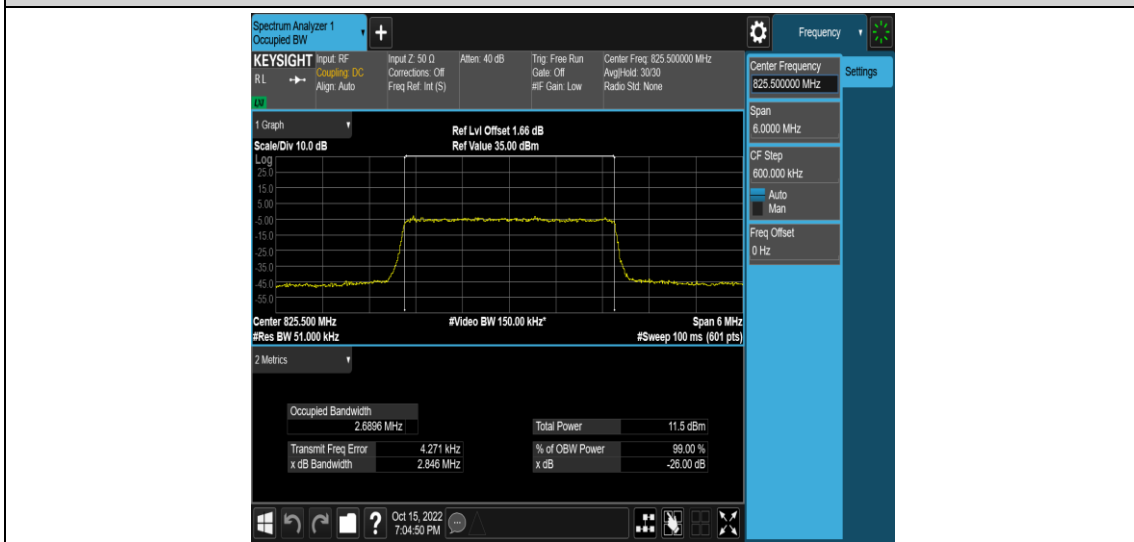 Spectrum Analyzer 1
Occupied BW
+
Frequency
KEYSIGHT
RL
Input: RF
Coupling: DC
Align: Auto
Input Z: 50 Ω
Corrections: Off
Freq Ref: Int (S)
Atten: 40 dB
Trig: Free Run
Gate: Off
#IF Gain: Low
Center Freq: 825.500000 MHz
Avg|Hold: 30/30
Radio Std: None
Center Frequency
825.500000 MHz
Settings
Span
6.0000 MHz
CF Step
600.000 kHz
Auto
Man
Freq Offset
0 Hz
1 Graph
Ref Lvl Offset 1.66 dB
Scale/Div 10.0 dB
Ref Value 35.00 dBm
Log
25.0
15.0
5.00
-5.00
-15.0
-25.0
-35.0
-45.0
-55.0
Center 825.500 MHz
#Video BW 150.00 kHz*
Span 6 MHz
#Res BW 51.000 kHz
#Sweep 100 ms (601 pts)
2 Metrics
Occupied Bandwidth
2.6896 MHz
Total Power 11.5 dBm
Transmit Freq Error 4.271 kHz
% of OBW Power 99.00 %
x dB Bandwidth 2.846 MHz
x dB -26.00 dB
?
Oct 15, 2022
7:04:50 PM